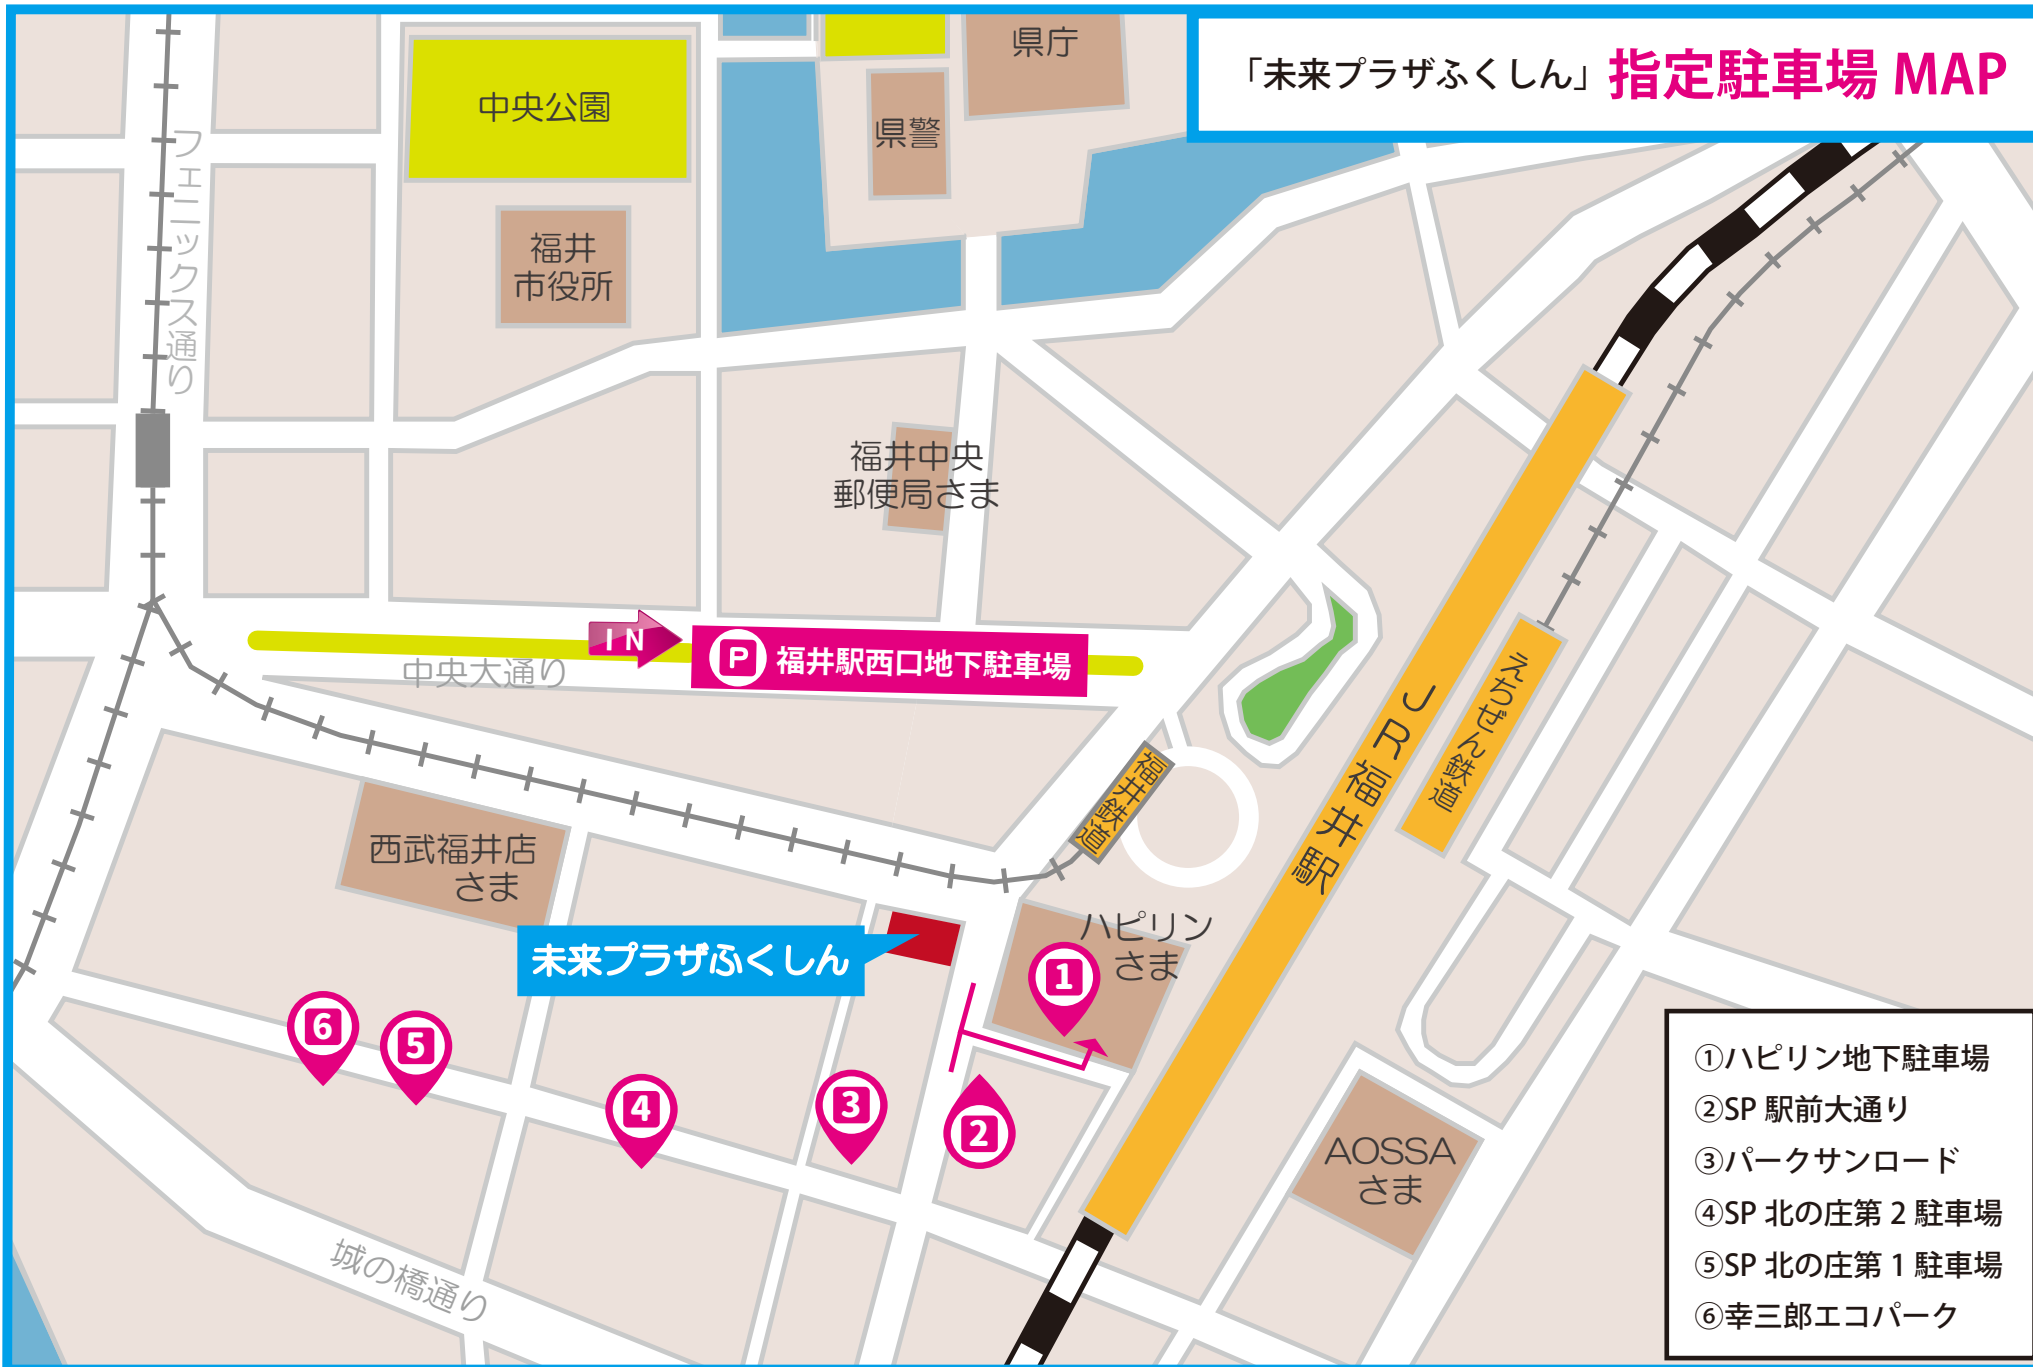 「未来プラザふくしん」指定駐車場 MAP
県庁
中央公園
県警
フェニックス通り
福井
市役所
福井中央
郵便局さま
IN
P 福井駅西口地下駐車場
中央大通り
えちぜん鉄道
JR福井駅
福井鉄道
西武福井店
さま
ハピリン
さま
未来プラザふくしん
1
6
5
4
3
2
AOSSA
さま
城の橋通り
①ハピリン地下駐車場
②SP 駅前大通り
③パークサンロード
④SP 北の庄第 2 駐車場
⑤SP 北の庄第 1 駐車場
⑥幸三郎エコパーク